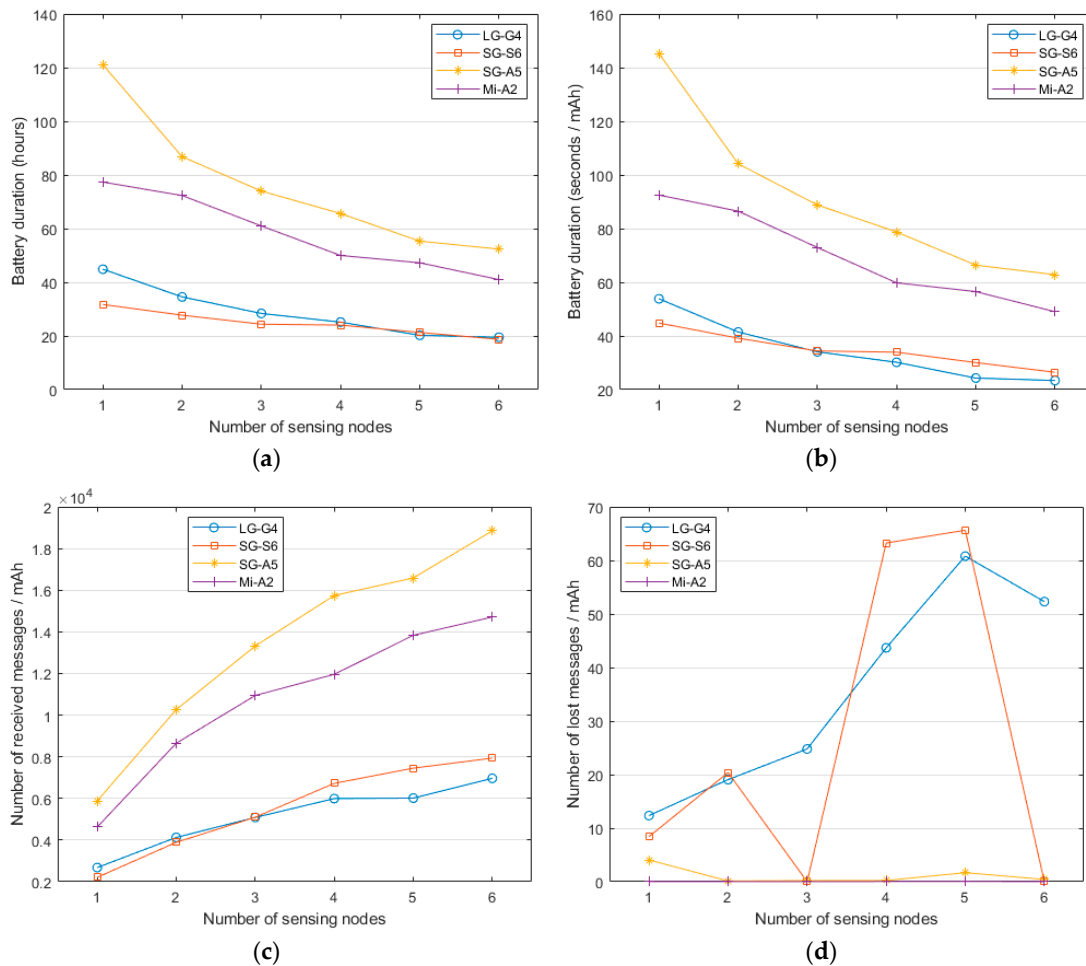 140
120
100
80
60
40
20
0
Battery duration (hours)
LG-G4
SG-S6
SG-A5
Mi-A2
1 2 3 4 5 6
Number of sensing nodes
(a)
160
140
120
100
80
60
40
20
Battery duration (seconds / mAh)
LG-G4
SG-S6
SG-A5
Mi-A2
1 2 3 4 5 6
Number of sensing nodes
(b)
×10^4
2
1.8
1.6
1.4
1.2
1
0.8
0.6
0.4
0.2
Number of received messages / mAh
LG-G4
SG-S6
SG-A5
Mi-A2
1 2 3 4 5 6
Number of sensing nodes
(c)
70
60
50
40
30
20
10
0
Number of lost messages / mAh
LG-G4
SG-S6
SG-A5
Mi-A2
1 2 3 4 5 6
Number of sensing nodes
(d)